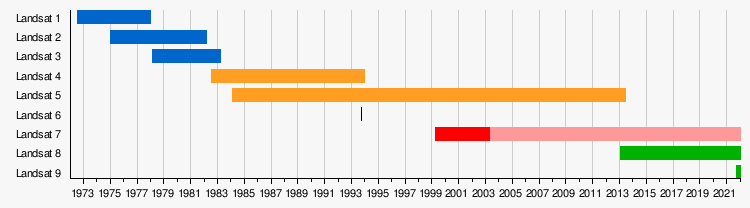 Landsat 1
Landsat 2
Landsat 3
Landsat 4
Landsat 5
Landsat 6
Landsat 7
Landsat 8
Landsat 9
1973 1975 1977 1979 1981 1983 1985 1987 1989 1991 1993 1995 1997 1999 2001 2003 2005 2007 2009 2011 2013 2015 2017 2019 2021